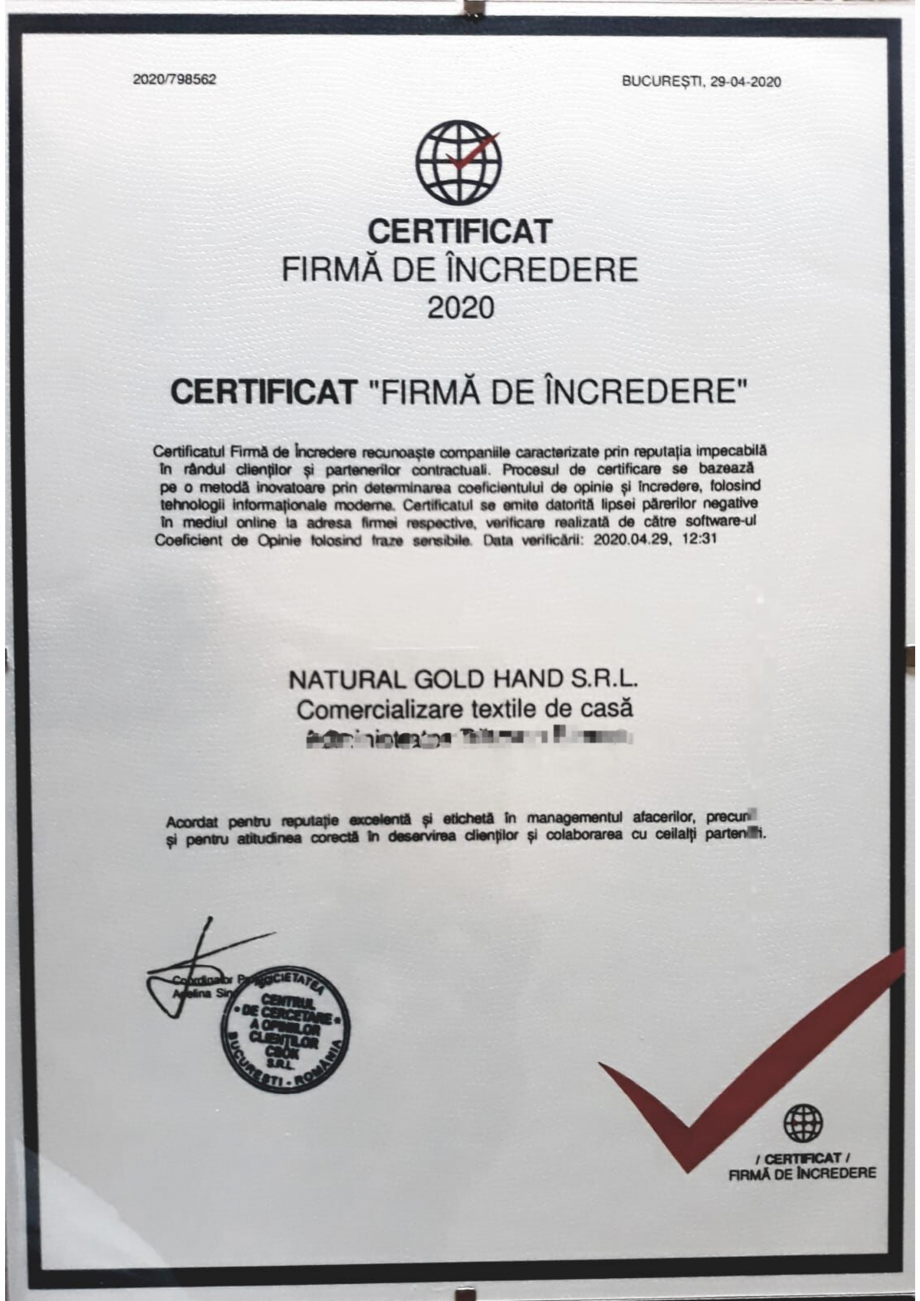 2020/798562
BUCUREȘTI, 29-04-2020
CERTIFICAT
FIRMĂ DE ÎNCREDERE
2020
CERTIFICAT "FIRMĂ DE ÎNCREDERE"
Certificatul Firmă de Încredere recunoaște companiile caracterizate prin reputația impecabilă
în rândul clienților și partenerilor contractuali. Procesul de certificare se bazează
pe o metodă inovatoare prin determinarea coeficientului de opinie și încredere, folosind
tehnologii informaționale moderne. Certificatul se emite datorită lipsei părerilor negative
în mediul online la adresa firmei respective, verificare realizată de către software-ul
Coeficient de Opinie folosind fraze sensibile. Data verificării: 2020.04.29, 12:31
NATURAL GOLD HAND S.R.L.
Comercializare textile de casă
Acordat pentru reputație excelentă și etichetă în managementul afacerilor,
și pentru atitudinea corectă în deservirea clienților și colaborarea cu ceilalți
Coordinator
SOCIETATEA
CENTRUL
DE CERCETARE
A OPINIILOR
CLIENȚILOR
S.R.L.
BUCUREȘTI - ROMÂNIA
/ CERTIFICAT /
FIRMĂ DE ÎNCREDERE